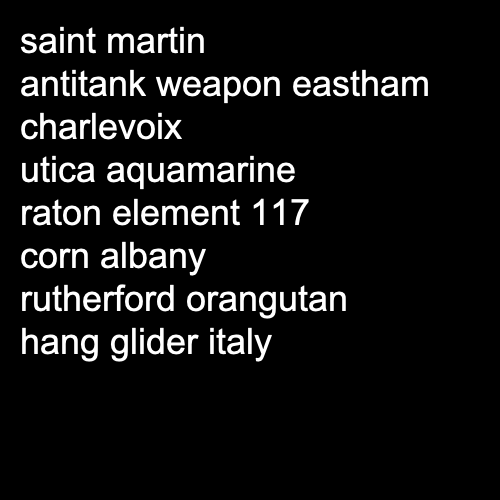 saint martin
antitank weapon eastham
charlevoix
utica aquamarine
raton element 117
corn albany
rutherford orangutan
hang glider italy